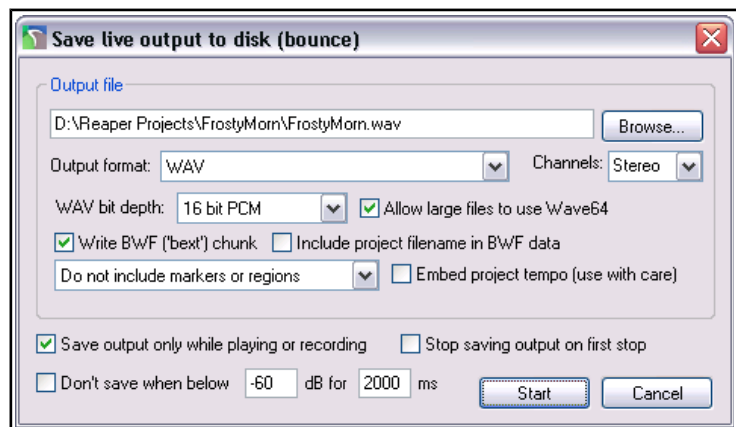 Save live output to disk (bounce)
Output file
D:\Reaper Projects\FrostyMorn\FrostyMorn.wav Browse...
Output format: WAV Channels: Stereo
WAV bit depth: 16 bit PCM Allow large files to use Wave64
Write BWF ('bext') chunk Include project filename in BWF data
Do not include markers or regions Embed project tempo (use with care)
Save output only while playing or recording Stop saving output on first stop
Don't save when below -60 dB for 2000 ms Start Cancel